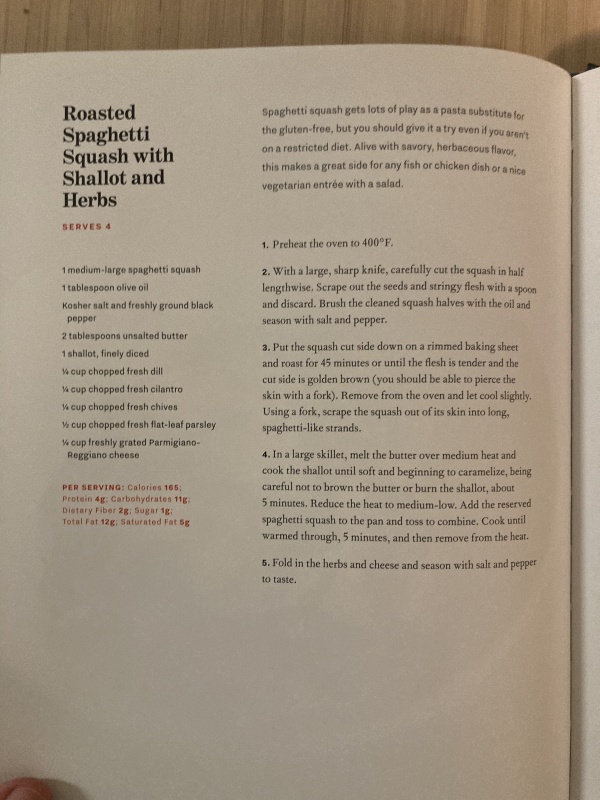 Roasted
Spaghetti
Squash with
Shallot and
Herbs
SERVES 4
1 medium-large spaghetti squash
1 tablespoon olive oil
Kosher salt and freshly ground black
pepper
2 tablespoons unsalted butter
1 shallot, finely diced
¼ cup chopped fresh dill
¼ cup chopped fresh cilantro
¼ cup chopped fresh chives
½ cup chopped fresh flat-leaf parsley
¼ cup freshly grated Parmigiano-
Reggiano cheese
PER SERVING: Calories 165;
Protein 4g; Carbohydrates 11g;
Dietary Fiber 2g; Sugar 1g;
Total Fat 12g; Saturated Fat 5g
Spaghetti squash gets lots of play as a pasta substitute for
the gluten-free, but you should give it a try even if you aren't
on a restricted diet. Alive with savory, herbaceous flavor,
this makes a great side for any fish or chicken dish or a nice
vegetarian entrée with a salad.
1. Preheat the oven to 400°F.
2. With a large, sharp knife, carefully cut the squash in half
lengthwise. Scrape out the seeds and stringy flesh with a spoon
and discard. Brush the cleaned squash halves with the oil and
season with salt and pepper.
3. Put the squash cut side down on a rimmed baking sheet
and roast for 45 minutes or until the flesh is tender and the
cut side is golden brown (you should be able to pierce the
skin with a fork). Remove from the oven and let cool slightly.
Using a fork, scrape the squash out of its skin into long,
spaghetti-like strands.
4. In a large skillet, melt the butter over medium heat and
cook the shallot until soft and beginning to caramelize, being
careful not to brown the butter or burn the shallot, about
5 minutes. Reduce the heat to medium-low. Add the reserved
spaghetti squash to the pan and toss to combine. Cook until
warmed through, 5 minutes, and then remove from the heat.
5. Fold in the herbs and cheese and season with salt and pepper
to taste.